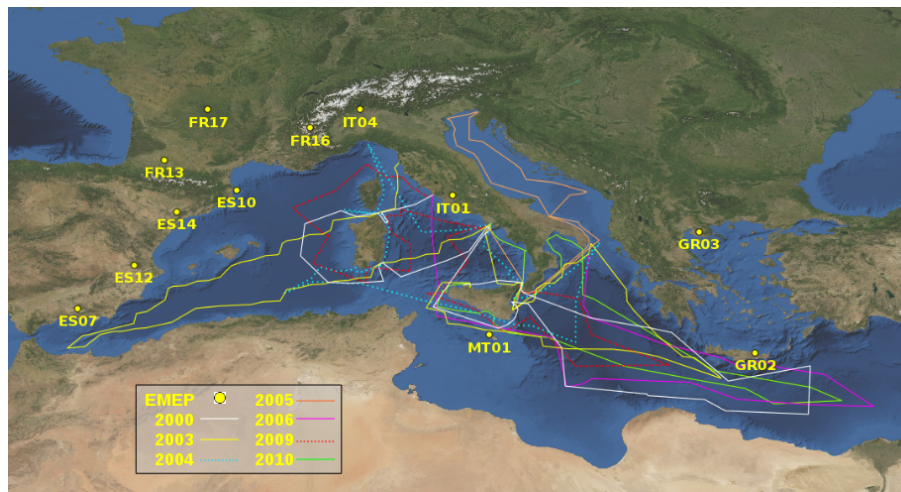 FR17
FR16
IT04
FR13
ES10
ES14
IT01
GR03
ES12
ES07
MT01
GR02
EMEP 2005
2000 2006
2003 2009
2004 2010